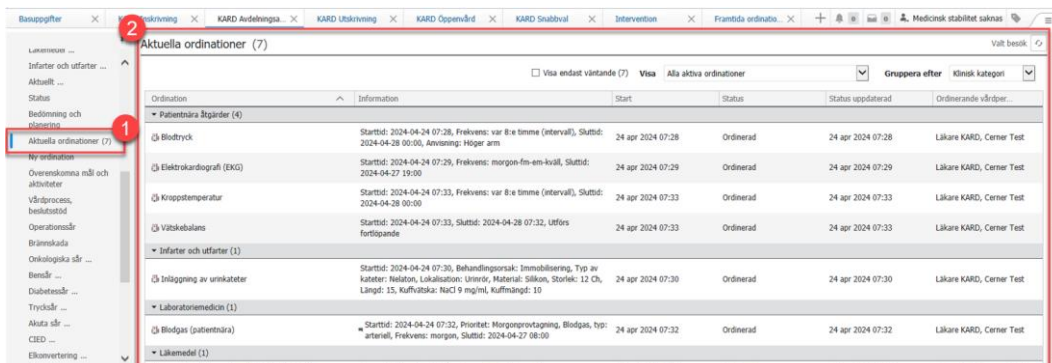 Basuppgifter × KARD Inskrivning × KARD Avdelningsa... × KARD Utskrivning × KARD Öppenvård × KARD Snabbval × Intervention × Framtida ordinatio... × 0 0 Medicinsk stabilitet saknas
2
Aktuella ordinationer (7) Valt besök
Visa endast väntande (7) Visa Alla aktiva ordinationer Gruppera efter Klinisk kategori
Läkemedel ...
Infarter och utfarter ...
Aktuellt ...
Status
Bedömning och
planering
1
Aktuella ordinationer (7)
Ny ordination
Överenskomna mål och
aktiviteter
Vårdprocess,
beslutsstöd
Operationssår
Brännskada
Onkologiska sår ...
Bensår ...
Diabetessår ...
Trycksår ...
Akuta sår ...
CIED ...
Elkonvertering ...
Ordination Information Start Status Status uppdaterad Ordinerande vårdper...
Patientnära åtgärder (4)
Blodtryck Starttid: 2024-04-24 07:28, Frekvens: var 8:e timme (intervall), Sluttid: 24 apr 2024 07:28 Ordinerad 24 apr 2024 07:28 Läkare KARD, Cerner Test
2024-04-28 00:00, Anvisning: Höger arm
Elektrokardiografi (EKG) Starttid: 2024-04-24 07:29, Frekvens: morgon-fm-em-kväll, Sluttid: 24 apr 2024 07:29 Ordinerad 24 apr 2024 07:29 Läkare KARD, Cerner Test
2024-04-27 19:00
Kroppstemperatur Starttid: 2024-04-24 07:33, Frekvens: var 8:e timme (intervall), Sluttid: 24 apr 2024 07:33 Ordinerad 24 apr 2024 07:33 Läkare KARD, Cerner Test
2024-04-28 00:00
Vätskebalans Starttid: 2024-04-24 07:33, Sluttid: 2024-04-28 07:32, Utförs 24 apr 2024 07:33 Ordinerad 24 apr 2024 07:33 Läkare KARD, Cerner Test
fortlöpande
Infarter och utfarter (1)
Inläggning av urinkateter Starttid: 2024-04-24 07:30, Behandlingsorsak: Immobilisering, Typ av 24 apr 2024 07:30 Ordinerad 24 apr 2024 07:30 Läkare KARD, Cerner Test
kateter: Nelaton, Lokalisation: Urinrör, Material: Silikon, Storlek: 12 Ch,
Längd: 15, Kuffvätska: NaCl 9 mg/ml, Kuffmängd: 10
Laboratoriemedicin (1)
Blodgas (patientnära) Starttid: 2024-04-24 07:32, Prioritet: Morgonprovtagning, Blodgas, typ: 24 apr 2024 07:32 Ordinerad 24 apr 2024 07:32 Läkare KARD, Cerner Test
arteriell, Frekvens: morgon, Sluttid: 2024-04-27 08:00
Läkemedel (1)